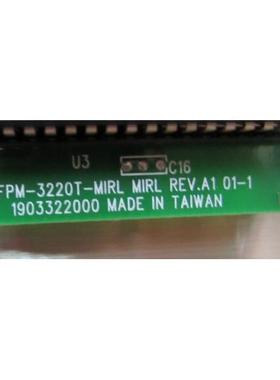 U3 C16
FPM-3220T-MIRL MIRL REV.A1 01-1
1903322000 MADE IN TAIWAN